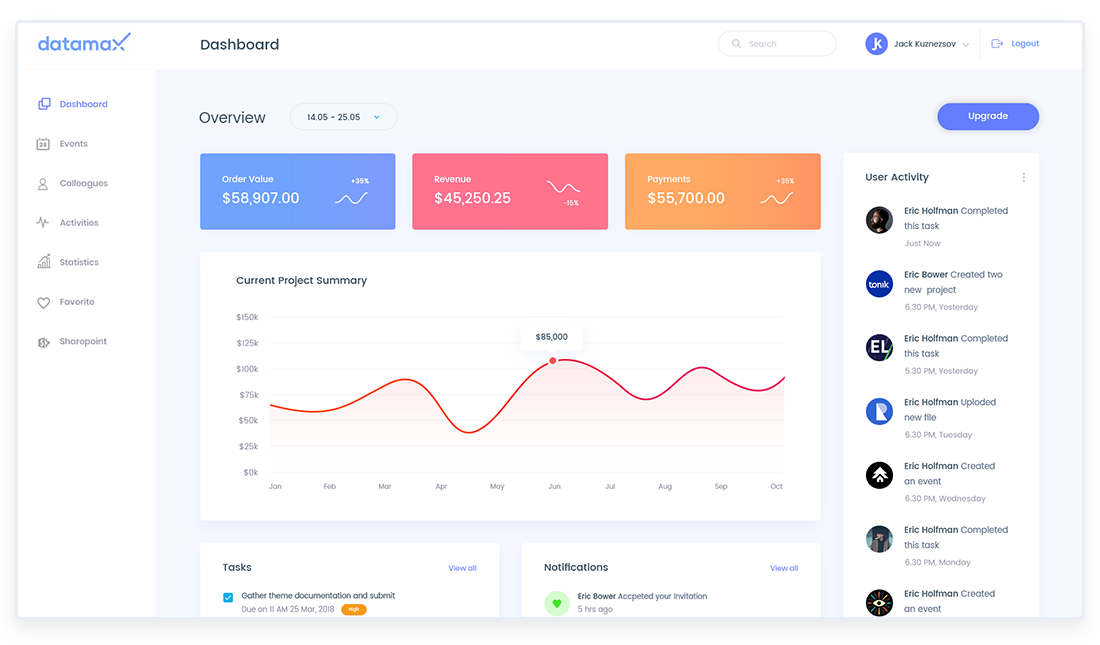 datamax
Dashboard
Search
JK
Jack Kuznezsov
Logout
Dashboard
28
Events
Colleagues
Activities
Statistics
Favorito
Sharepoint
Overview
14.05 - 25.05
Upgrade
Order Value
+35%
$58,907.00
Revenue
$45,250.25
-15%
Payments
+35%
$55,700.00
Current Project Summary
$150k
$125k
$100k
$75k
$50k
$25k
$0k
$85,000
Jan
Feb
Mar
Apr
May
Jun
Jul
Aug
Sep
Oct
User Activity
Eric Holfman Completed
this task
Just Now
tonik
Eric Bower Created two
new project
6.30 PM, Yesterday
EL
Eric Holfman Completed
this task
5.30 PM, Yesterday
R
Eric Holfman Uploded
new file
6.30 PM, Tuesday
Eric Holfman Created
an event
6.30 PM, Wednesday
Eric Holfman Completed
this task
6.30 PM, Monday
Eric Holfman Created
an event
Tasks
View all
Gather theme documentation and submit
Due on 11 AM 25 Mar, 2018
High
Notifications
View all
Eric Bower Accpeted your Invitation
5 hrs ago